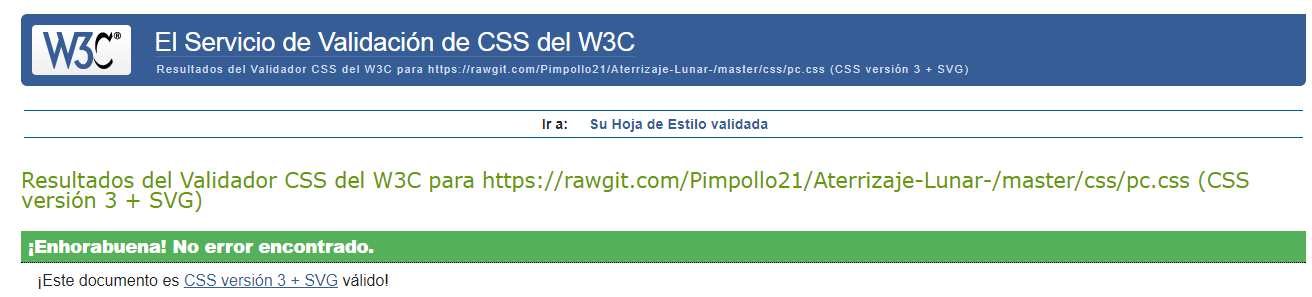 W3C®
El Servicio de Validación de CSS del W3C
Resultados del Validador CSS del W3C para https://rawgit.com/Pimpollo21/Aterrizaje-Lunar-/master/css/pc.css (CSS versión 3 + SVG)
Ir a: Su Hoja de Estilo validada
Resultados del Validador CSS del W3C para https://rawgit.com/Pimpollo21/Aterrizaje-Lunar-/master/css/pc.css (CSS
versión 3 + SVG)
¡Enhorabuena! No error encontrado.
¡Este documento es CSS versión 3 + SVG válido!